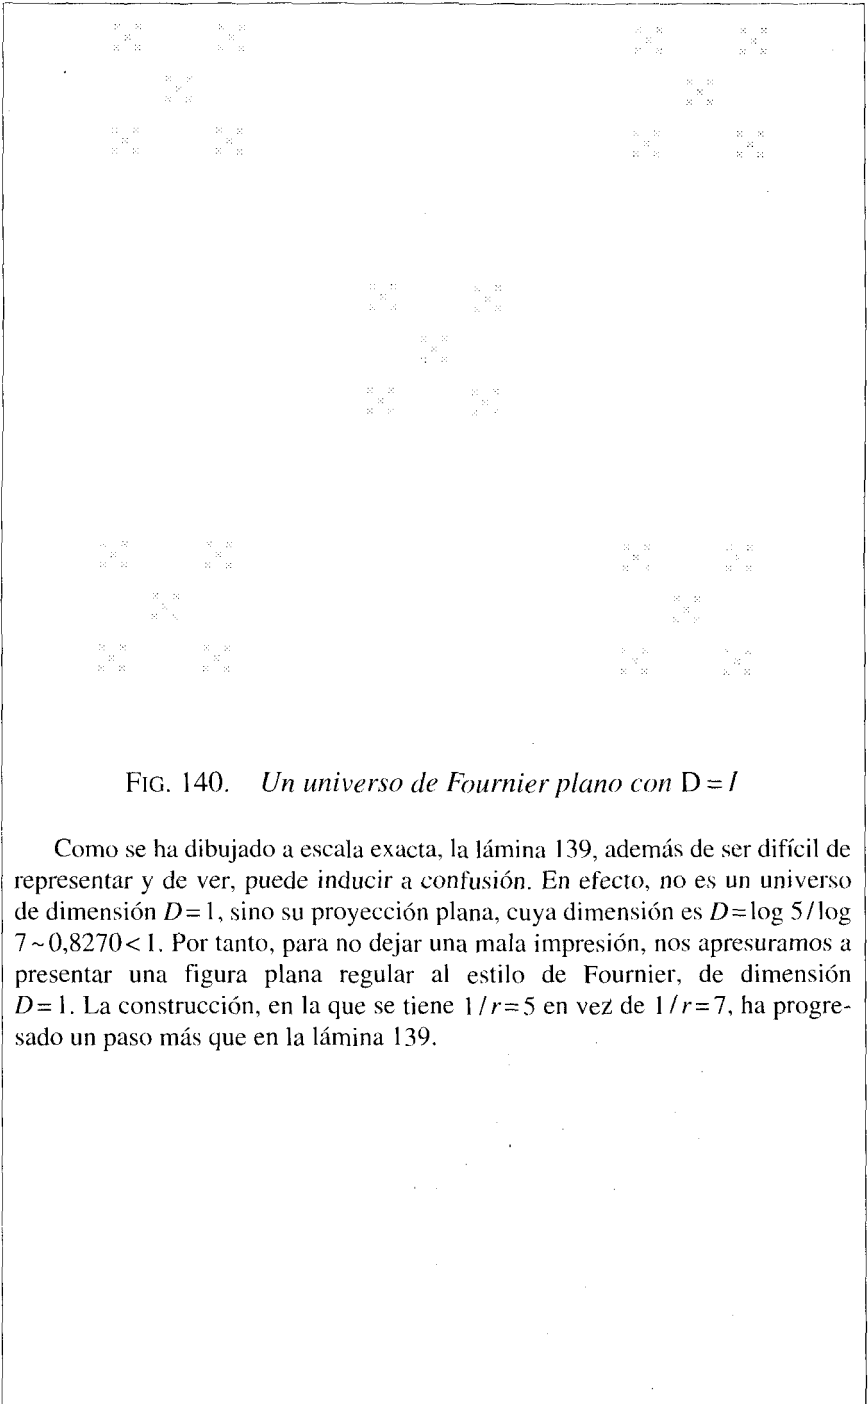 FIG. 140. Un universo de Fournier plano con D = 1
Como se ha dibujado a escala exacta, la lámina 139, además de ser difícil de
representar y de ver, puede inducir a confusión. En efecto, no es un universo
de dimensión D=1, sino su proyección plana, cuya dimensión es D=log 5/log
7~0,8270<1. Por tanto, para no dejar una mala impresión, nos apresuramos a
presentar una figura plana regular al estilo de Fournier, de dimensión
D=1. La construcción, en la que se tiene 1/r=5 en vez de 1/r=7, ha progre-
sado un paso más que en la lámina 139.